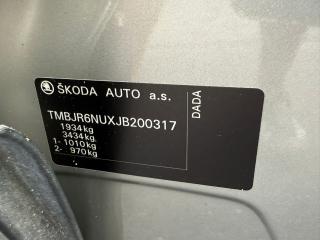 ŠKODA AUTO a.s.
TMBJR6NUXJB200317
1934kg
3434kg
1- 1010kg
2- 970kg
DADA